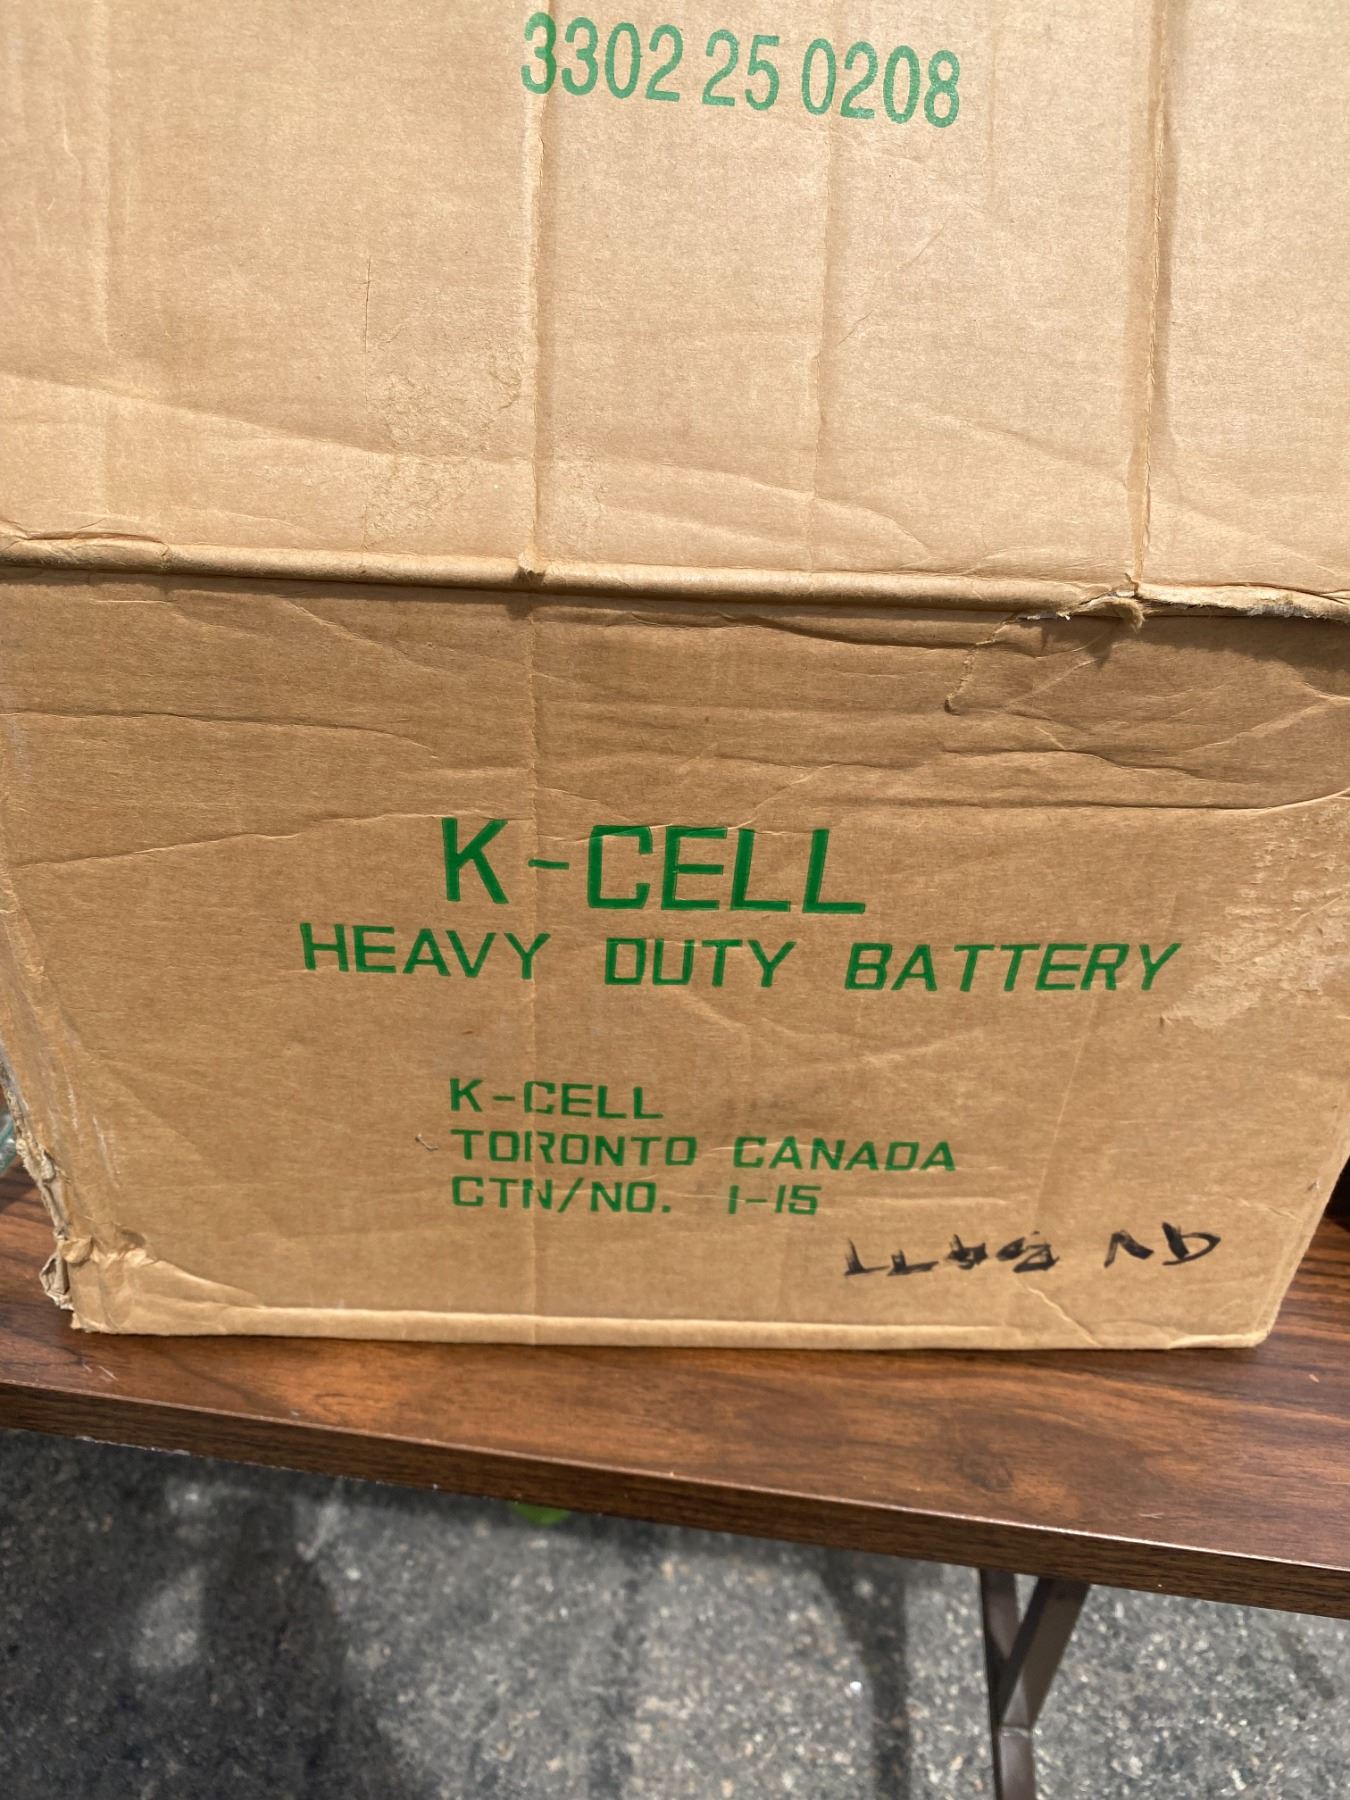 3302 25 0208
K-CELL
HEAVY DUTY BATTERY
K-CELL
TORONTO CANADA
CTN/NO. 1-15